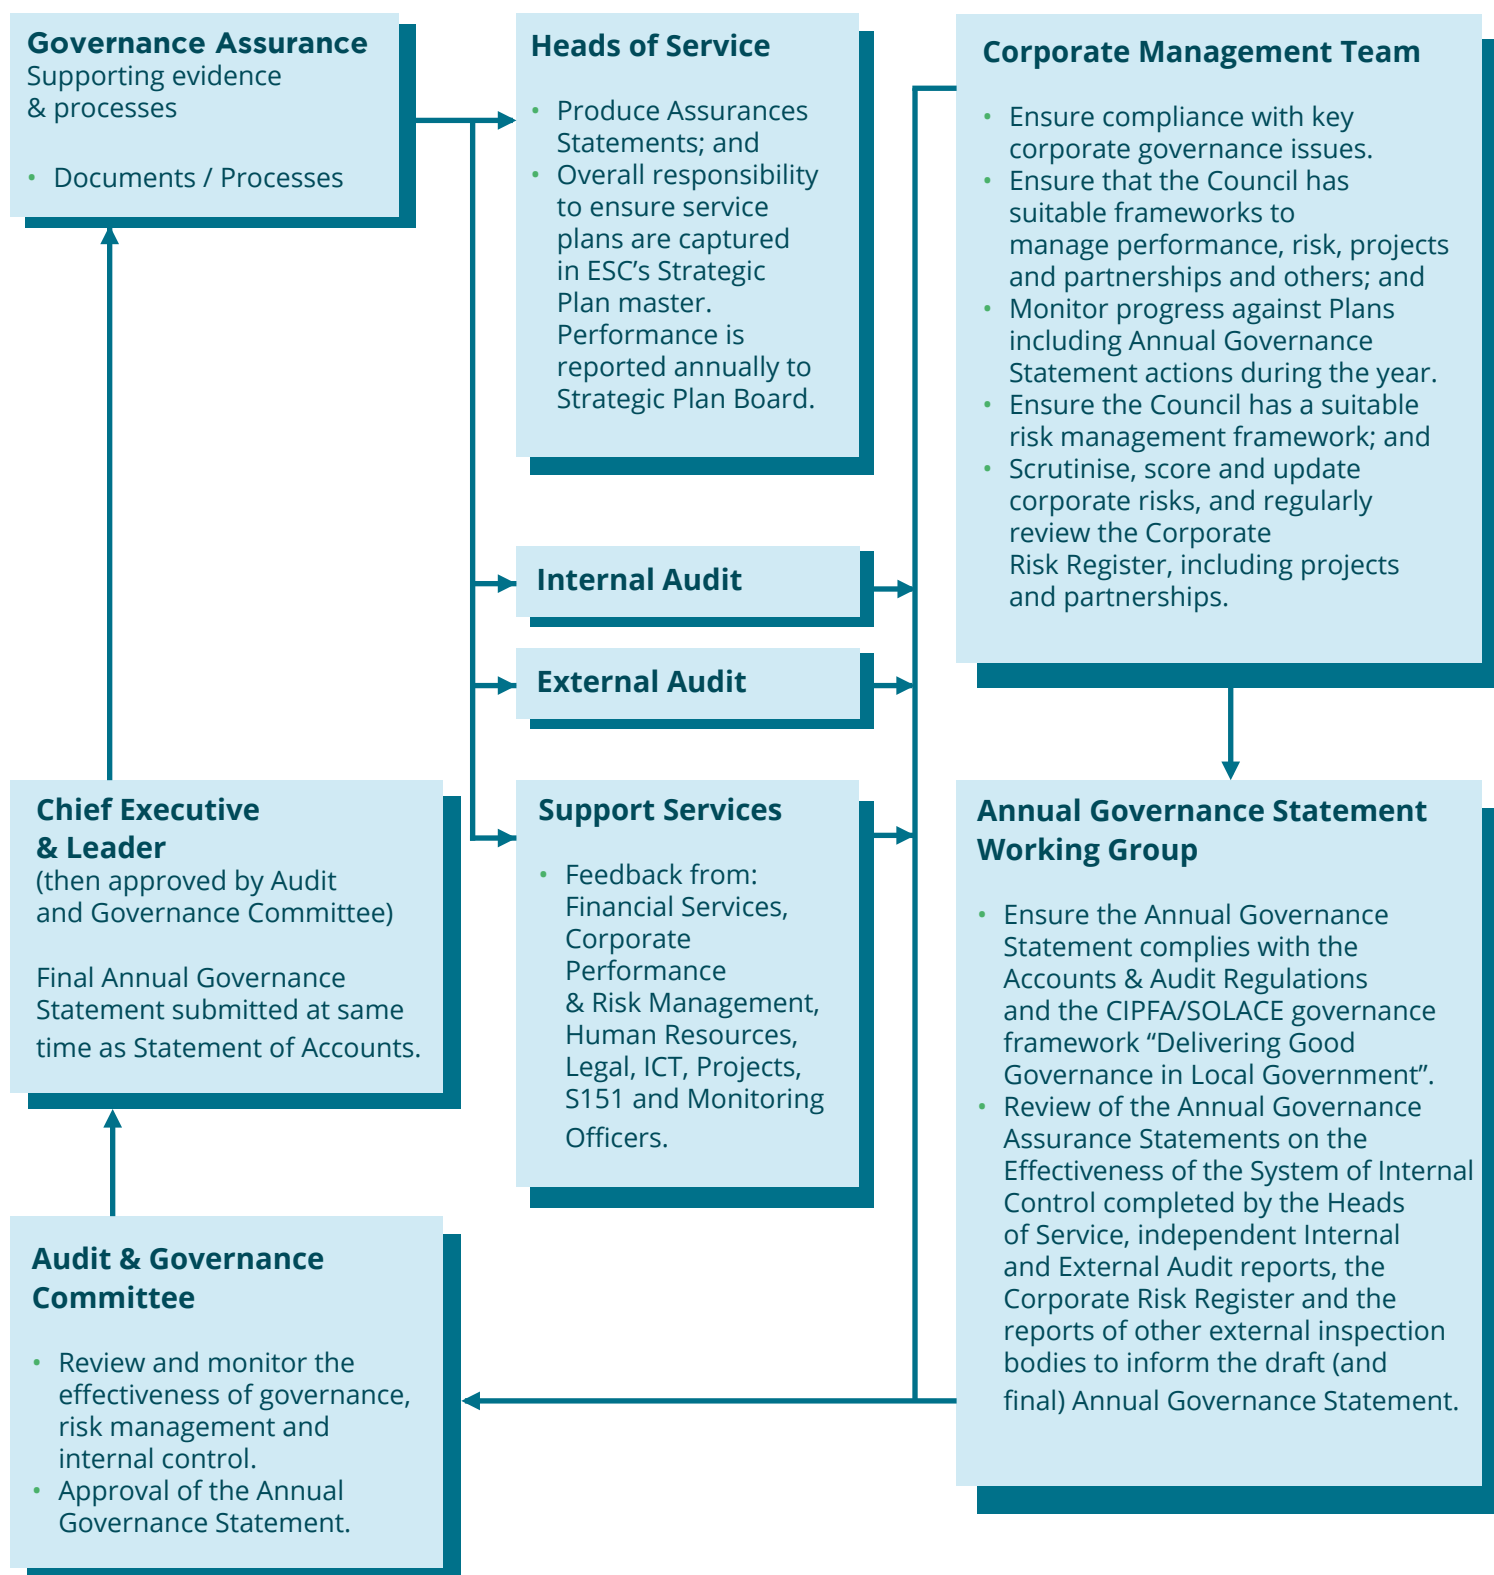 Governance Assurance
Supporting evidence
& processes
• Documents / Processes
Heads of Service
• Produce Assurances
Statements; and
• Overall responsibility
to ensure service
plans are captured
in ESC’s Strategic
Plan master.
Performance is
reported annually to
Strategic Plan Board.
Internal Audit
External Audit
Support Services
• Feedback from:
Financial Services,
Corporate
Performance
& Risk Management,
Human Resources,
Legal, ICT, Projects,
S151 and Monitoring
Officers.
Corporate Management Team
• Ensure compliance with key
corporate governance issues.
• Ensure that the Council has
suitable frameworks to
manage performance, risk, projects
and partnerships and others; and
• Monitor progress against Plans
including Annual Governance
Statement actions during the year.
• Ensure the Council has a suitable
risk management framework; and
• Scrutinise, score and update
corporate risks, and regularly
review the Corporate
Risk Register, including projects
and partnerships.
Annual Governance Statement
Working Group
• Ensure the Annual Governance
Statement complies with the
Accounts & Audit Regulations
and the CIPFA/SOLACE governance
framework “Delivering Good
Governance in Local Government”.
• Review of the Annual Governance
Assurance Statements on the
Effectiveness of the System of Internal
Control completed by the Heads
of Service, independent Internal
and External Audit reports, the
Corporate Risk Register and the
reports of other external inspection
bodies to inform the draft (and
final) Annual Governance Statement.
Chief Executive
& Leader
(then approved by Audit
and Governance Committee)
Final Annual Governance
Statement submitted at same
time as Statement of Accounts.
Audit & Governance
Committee
• Review and monitor the
effectiveness of governance,
risk management and
internal control.
• Approval of the Annual
Governance Statement.